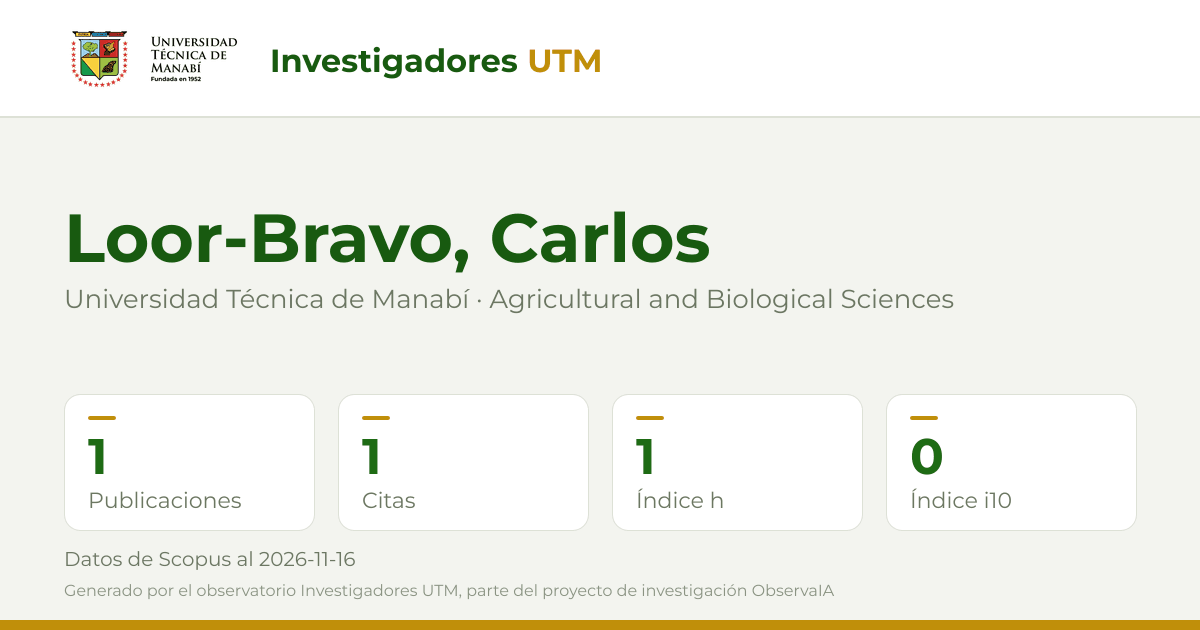 UNIVERSIDAD
TÉCNICA DE
MANABÍ
Fundada en 1952
Investigadores UTM
Loor-Bravo, Carlos
Universidad Técnica de Manabí · Agricultural and Biological Sciences
1
Publicaciones
1
Citas
1
Índice h
0
Índice i10
Datos de Scopus al 2026-11-16
Generado por el observatorio Investigadores UTM, parte del proyecto de investigación ObservaIA